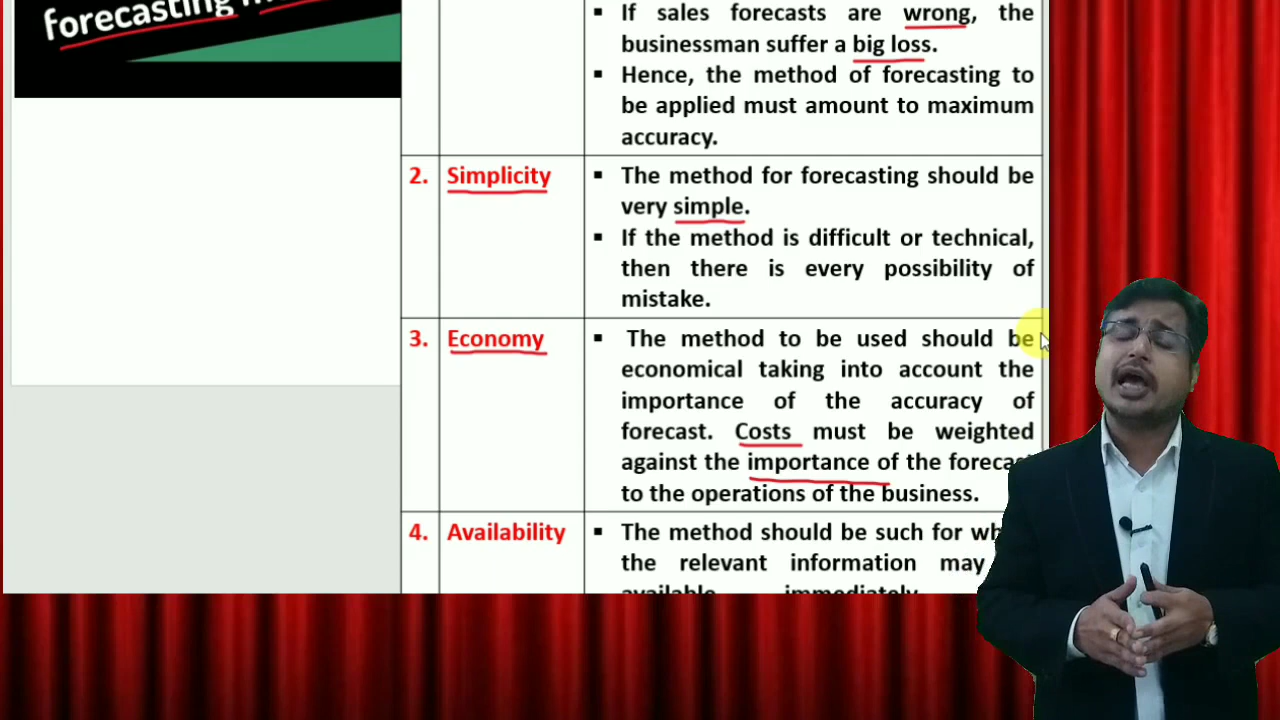 forecasting
If sales forecasts are wrong, the
businessman suffer a big loss.
Hence, the method of forecasting to
be applied must amount to maximum
accuracy.
2. Simplicity
The method for forecasting should be
very simple.
If the method is difficult or technical,
then there is every possibility of
mistake.
3. Economy
The method to be used should be
economical taking into account the
importance of the accuracy of
forecast. Costs must be weighted
against the importance of the
to the operations of the business.
4. Availability
The method should be such for
the relevant information may
available immediately